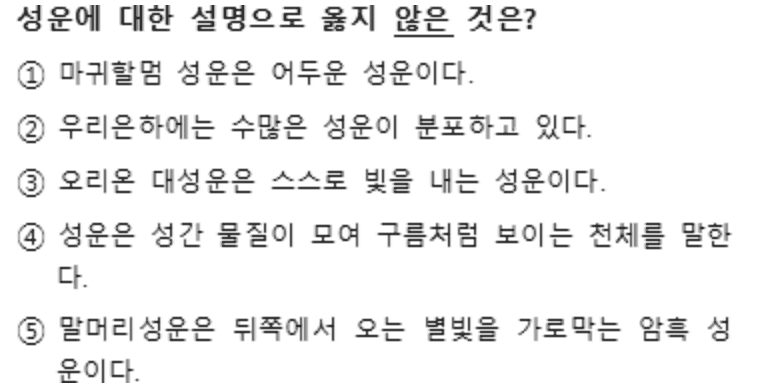 성운에 대한 설명으로 옳지 않은 것은?
① 마귀할멈 성운은 어두운 성운이다.
② 우리은하에는 수많은 성운이 분포하고 있다.
③ 오리온 대성운은 스스로 빛을 내는 성운이다.
④ 성운은 성간 물질이 모여 구름처럼 보이는 천체를 말한
다.
⑤ 말머리성운은 뒤쪽에서 오는 별빛을 가로막는 암흑 성
운이다.